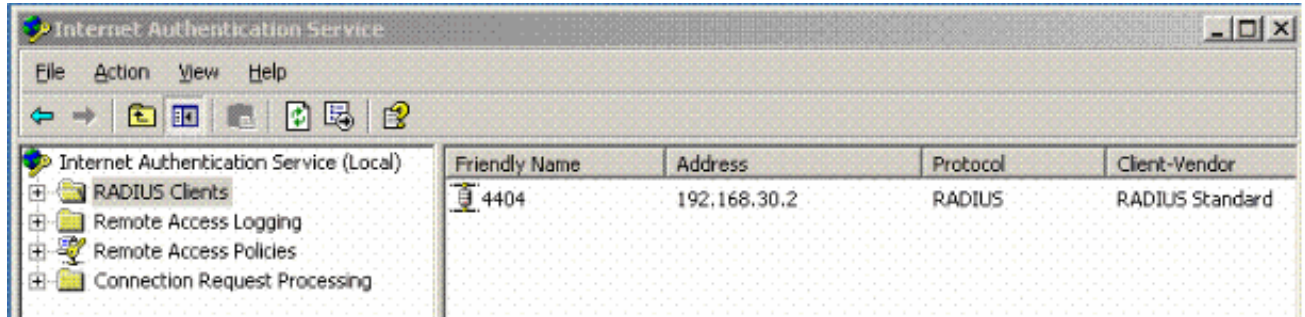 Internet Authentication Service
File Action View Help
Internet Authentication Service (Local)
RADIUS Clients
Remote Access Logging
Remote Access Policies
Connection Request Processing
Friendly Name Address Protocol Client-Vendor
4404 192.168.30.2 RADIUS RADIUS Standard